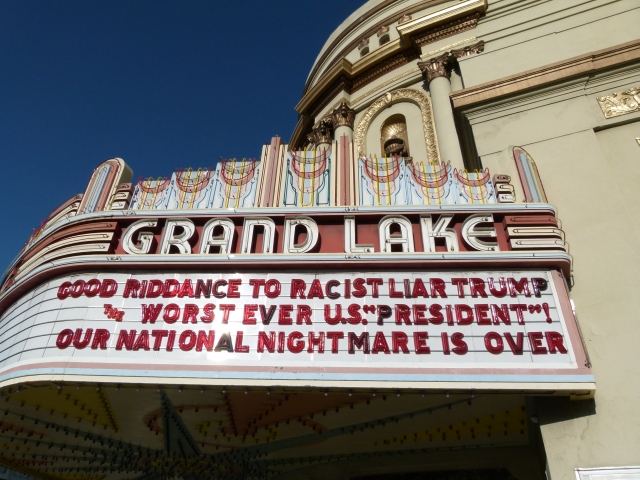 GRAND LAKE
GOOD RIDDANCE TO RACIST LIAR TRUMP
THE WORST EVER U.S. "PRESIDENT"!
OUR NATIONAL NIGHTMARE IS OVER